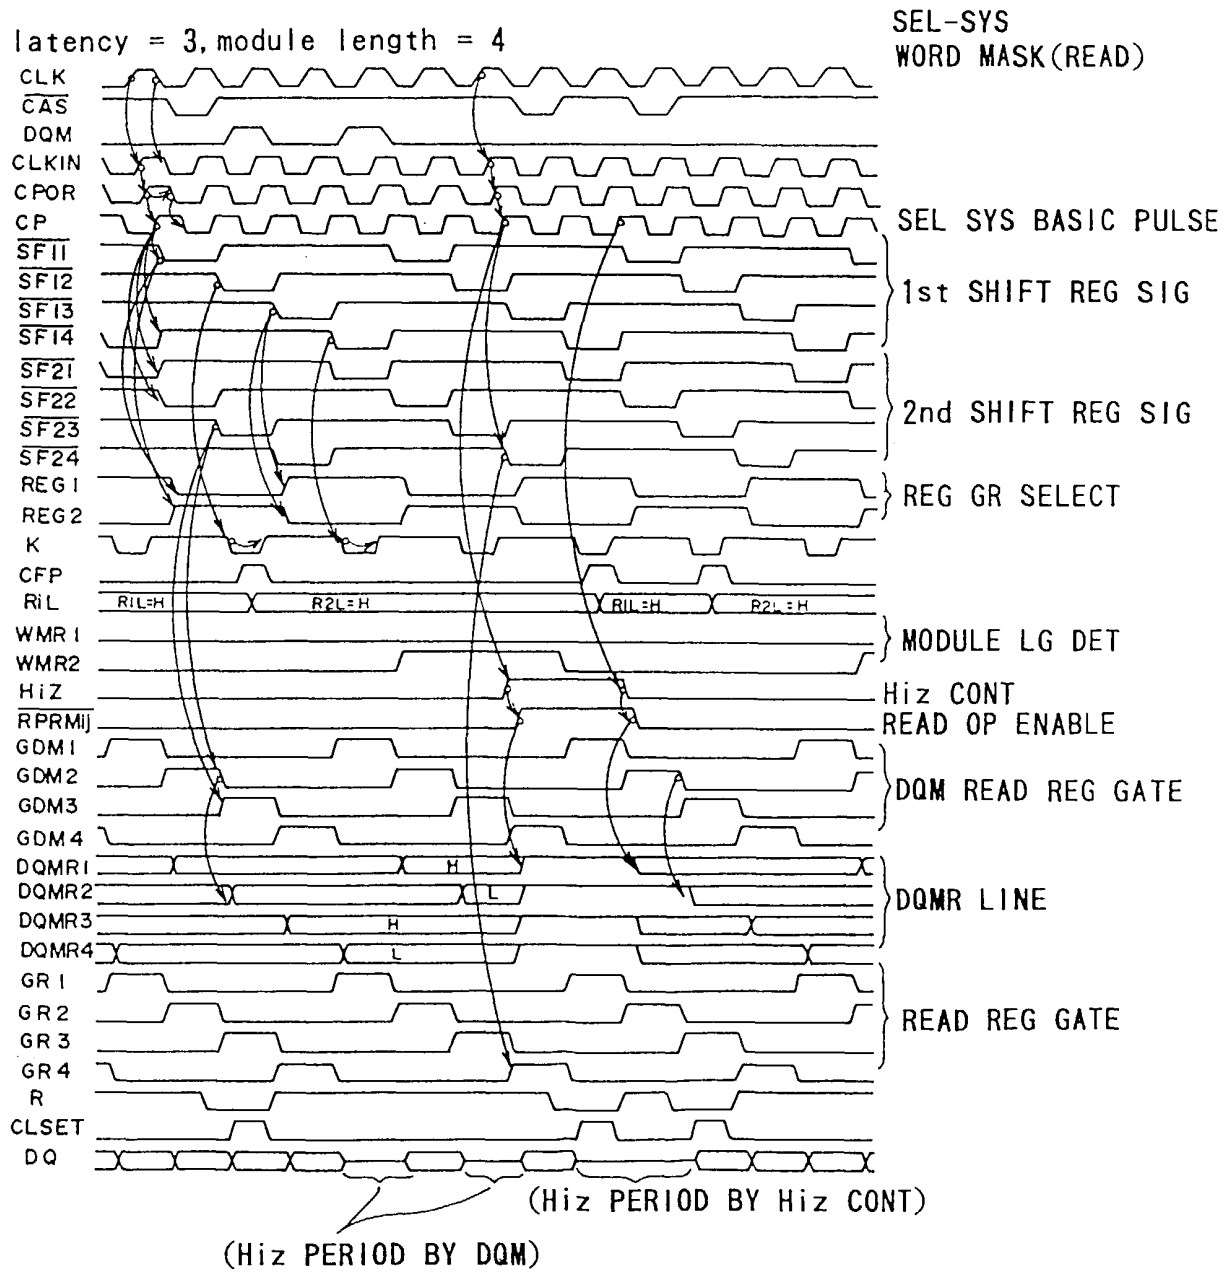 SEL-SYS
WORD MASK(READ)
latency = 3, module length = 4
CLK
CAS
DQM
CLKIN
CPOR
CP
SEL SYS BASIC PULSE
SF11
SF12
SF13
SF14
1st SHIFT REG SIG
SF21
SF22
SF23
SF24
2nd SHIFT REG SIG
REG1
REG2
REG GR SELECT
K
CFP
RiL R1L=H R2L=H R1L=H R2L=H
WMR1
WMR2
MODULE LG DET
HiZ
Hiz CONT
RPRMij
READ OP ENABLE
GDM1
GDM2
GDM3
GDM4
DQM READ REG GATE
DQMR1 H
DQMR2 L
DQMR3 H
DQMR4 L
DQMR LINE
GR1
GR2
GR3
GR4
READ REG GATE
R
CLSET
DQ
(Hiz PERIOD BY Hiz CONT)
(Hiz PERIOD BY DQM)